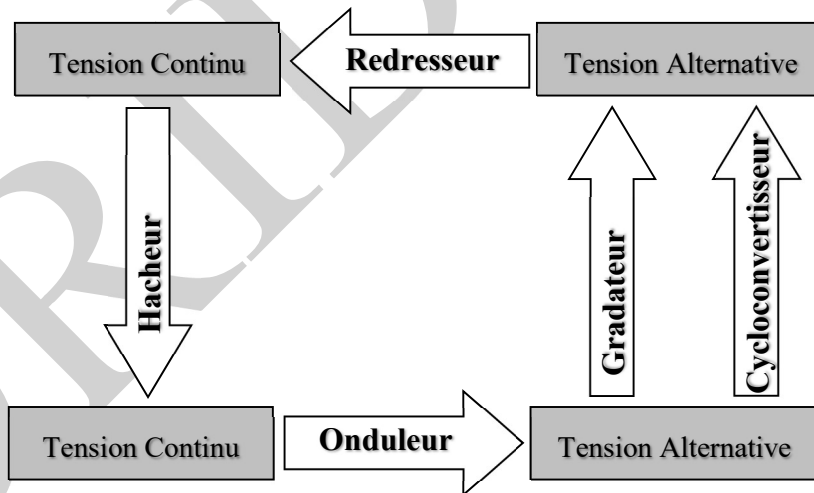 Tension Continu
Redresseur
Tension Alternative
Hacheur
Gradateur
Cycloconvertisseur
Tension Continu
Onduleur
Tension Alternative